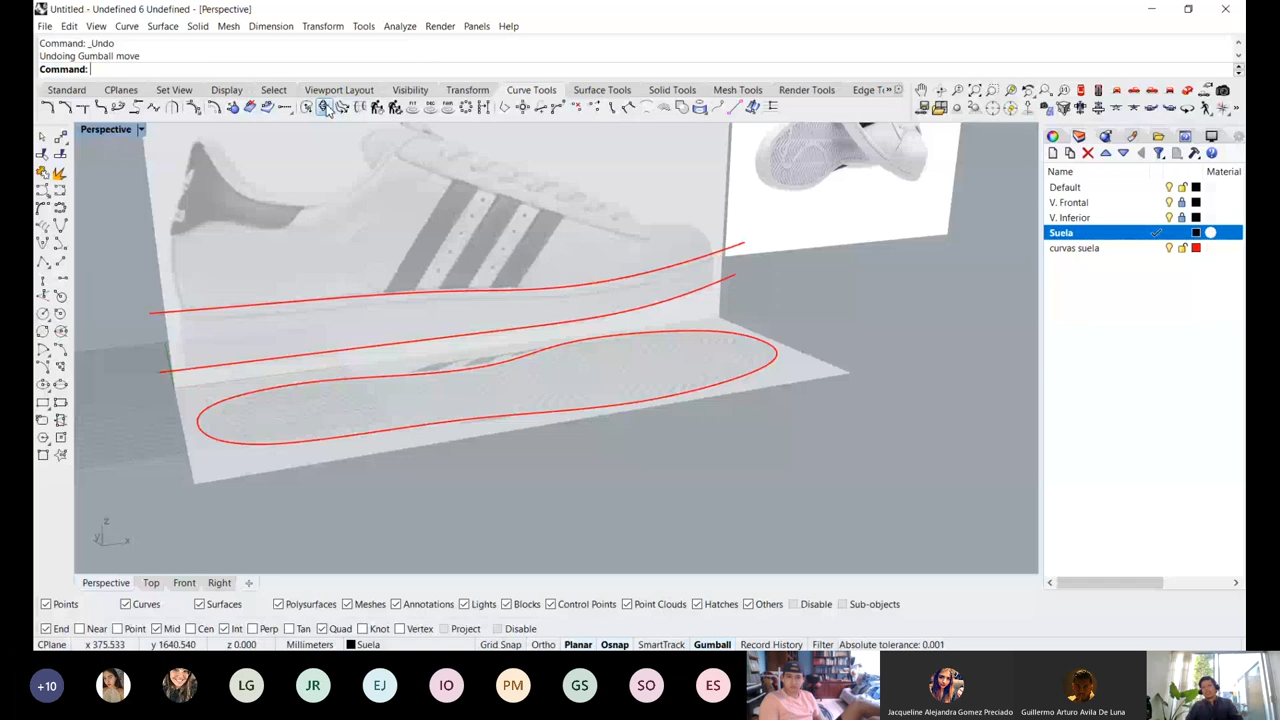 Untitled - Undefined 6 Undefined - [Perspective]
File Edit View Curve Surface Solid Mesh Dimension Transform Tools Analyze Render Panels Help
Command: _Undo
Undoing Gumball move
Command:
Standard CPlanes Set View Display Select Viewport Layout Visibility Transform Curve Tools Surface Tools Solid Tools Mesh Tools Render Tools Edge T
Perspective
Name Material
Default
V. Frontal
V. Inferior
Suela
curvas suela
z
y x
Perspective Top Front Right
Points Curves Surfaces Polysurfaces Meshes Annotations Lights Blocks Control Points Point Clouds Hatches Others Disable Sub-objects
End Near Point Mid Cen Int Perp Tan Quad Knot Vertex Project Disable
CPlane x 375.533 y 1640.540 z 0.000 Millimeters Suela Grid Snap Ortho Planar Osnap SmartTrack Gumball Record History Filter Absolute tolerance: 0.001
+10 LG JR EJ IO PM GS SO ES
Jacqueline Alejandra Gomez Preciado Guillermo Arturo Avila De Luna